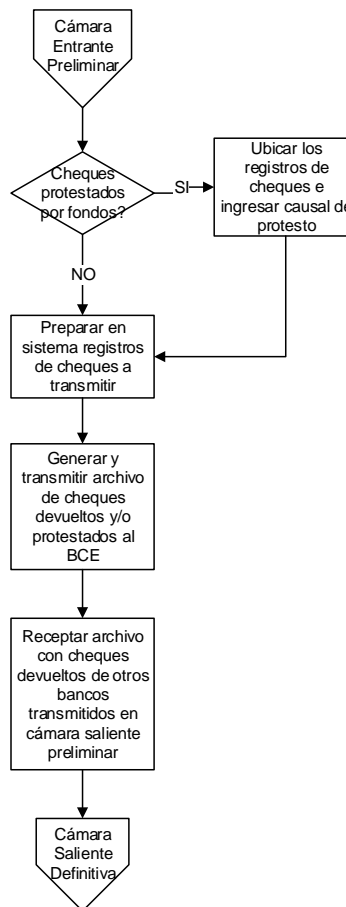 Cámara
Entrante
Preliminar
Cheques
protestados
por fondos?
SI
Ubicar los
registros de
cheques e
ingresar causal de
protesto
NO
Preparar en
sistema registros
de cheques a
transmitir
Generar y
transmitir archivo
de cheques
devueltos y/o
protestados al
BCE
Receptar archivo
con cheques
devueltos de otros
bancos
transmitidos en
cámara saliente
preliminar
Cámara
Saliente
Definitiva